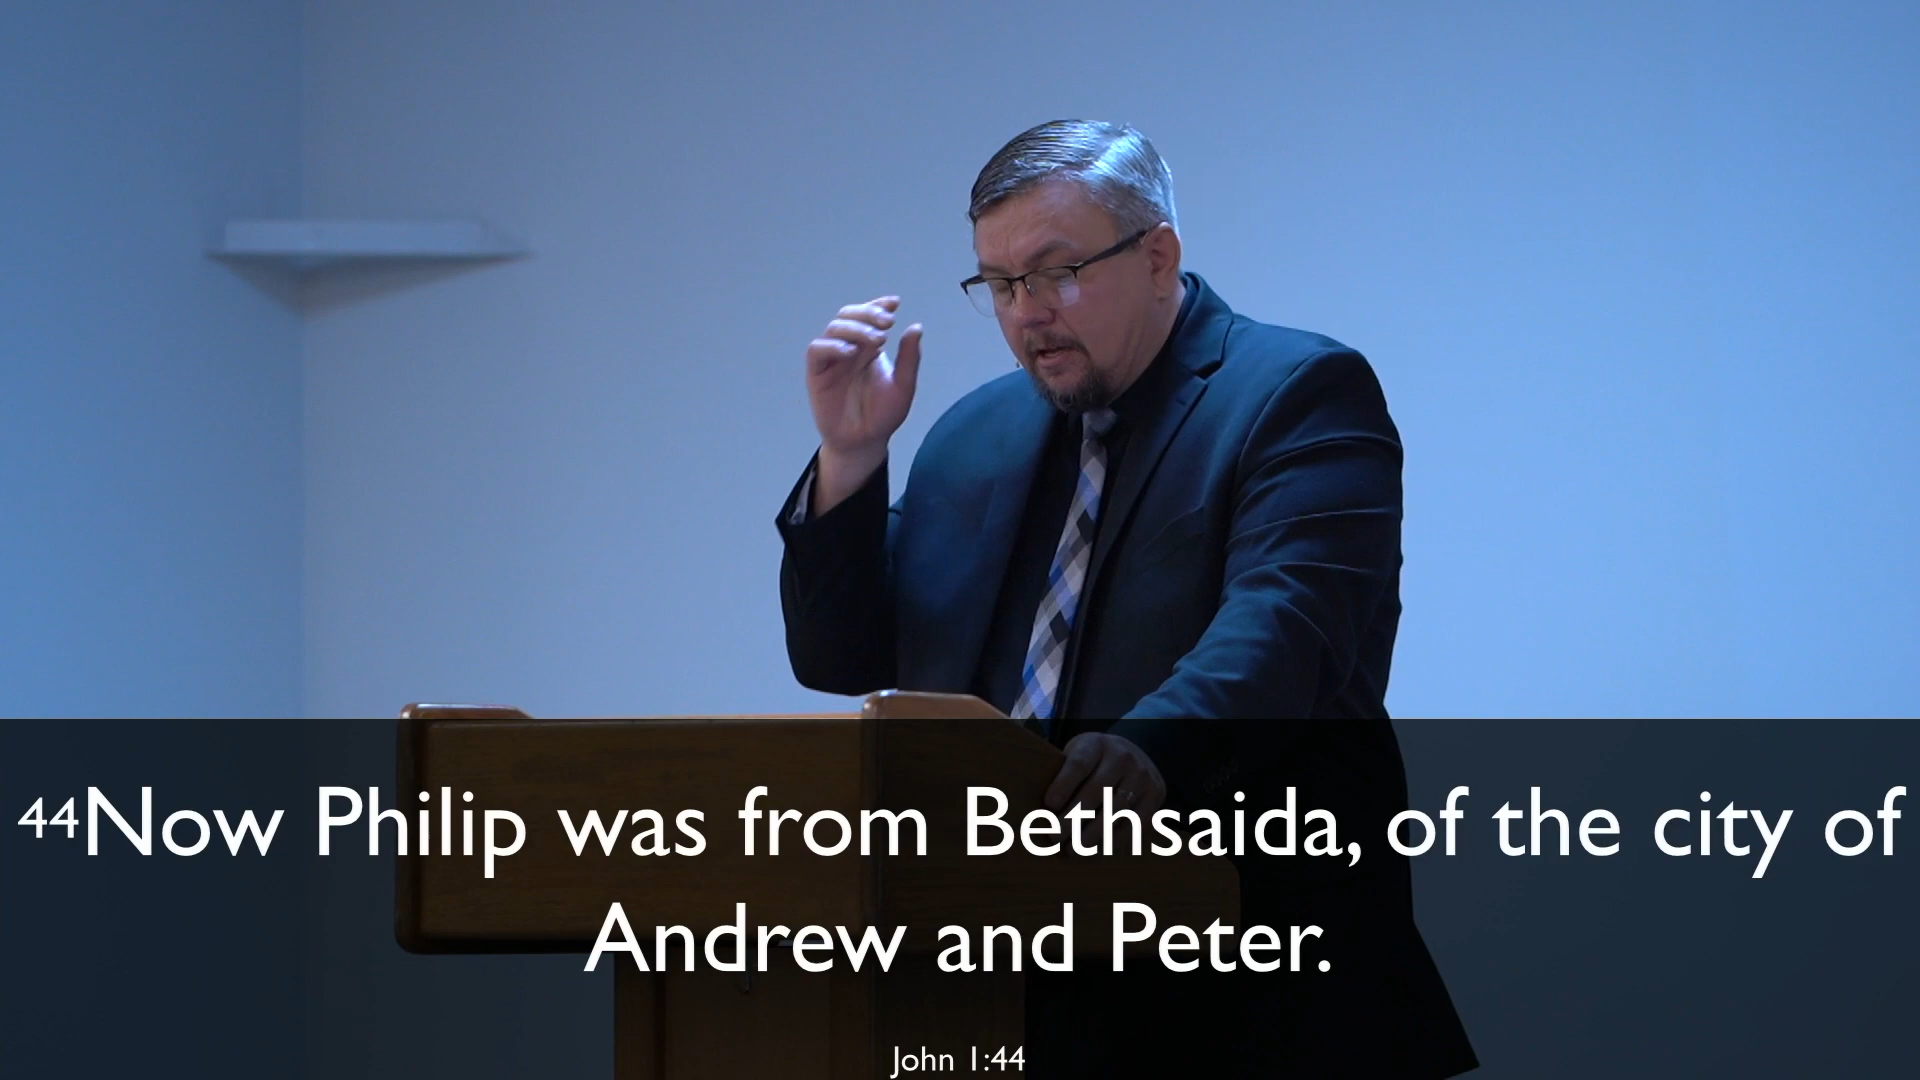 44Now Philip was from Bethsaida, of the city of
Andrew and Peter.
John 1:44